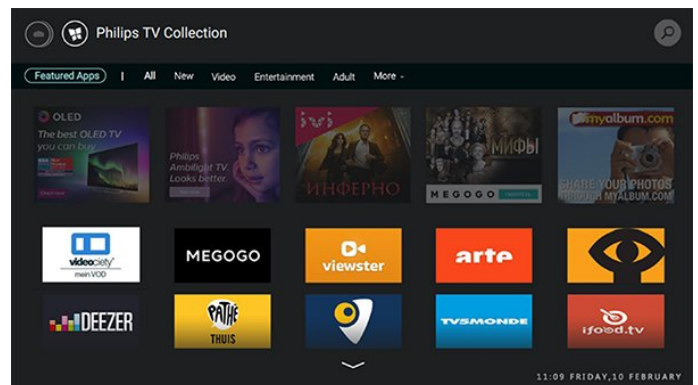 Philips TV Collection
Featured Apps | All New Video Entertainment Adult More
OLED
The best OLED TV
you can buy
Philips
Ambilight TV.
Looks better.
ivi
ИНФЕРНО
МИФЫ
MEGOGO СМОТРЕТЬ
myalbum.com
SHARE YOUR PHOTOS
THROUGH MYALBUM.COM
videociety
mein VOD
MEGOGO
viewster
arte
DEEZER
PATHÉ
THUIS
TV5MONDE
ifood.tv
11:09 FRIDAY,10 FEBRUARY